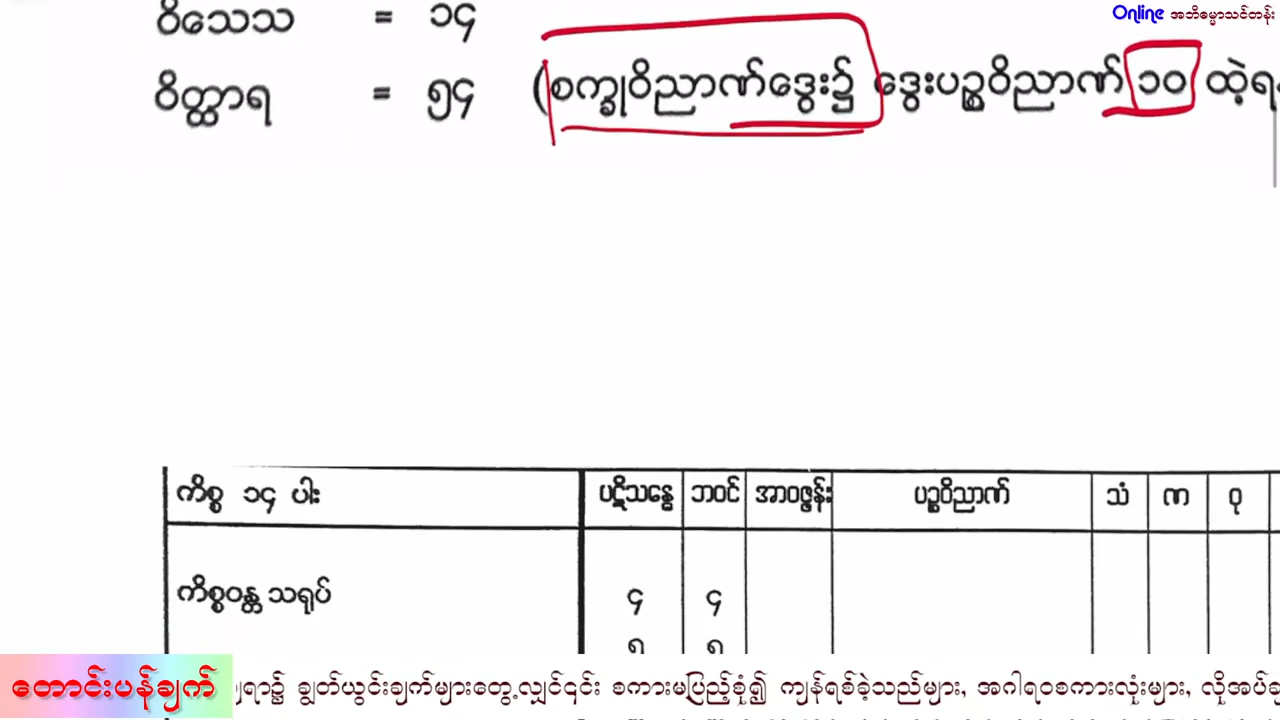 Online အဘိဓမ္မာသင်တန်း
ဝိသေသ = ၁၄
ဝိတ္ထာရ = ၅၄ (စက္ခုဝိညာဏ်ဒွေး၌ ဒွေးပဉ္စဝိညာဏ် ၁၀ ထဲ့ရ
ကိစ္စ ၁၄ ပါး ပဋိသန္ဓေ ဘဝင် အာဝဇ္ဇန်း ပဉ္စဝိညာဏ် သံ ဏ ဝု
ကိစ္စဝန္တ သရုပ် ၄ ၄
၅ ၅
တောင်းပန်ချက် ၌ ချွတ်ယွင်းချက်များတွေ့လျှင်၎င်း စကားမပြည့်စုံ၍ ကျန်ရစ်ခဲ့သည်များ, အဂါရဝစကားလုံးများ,